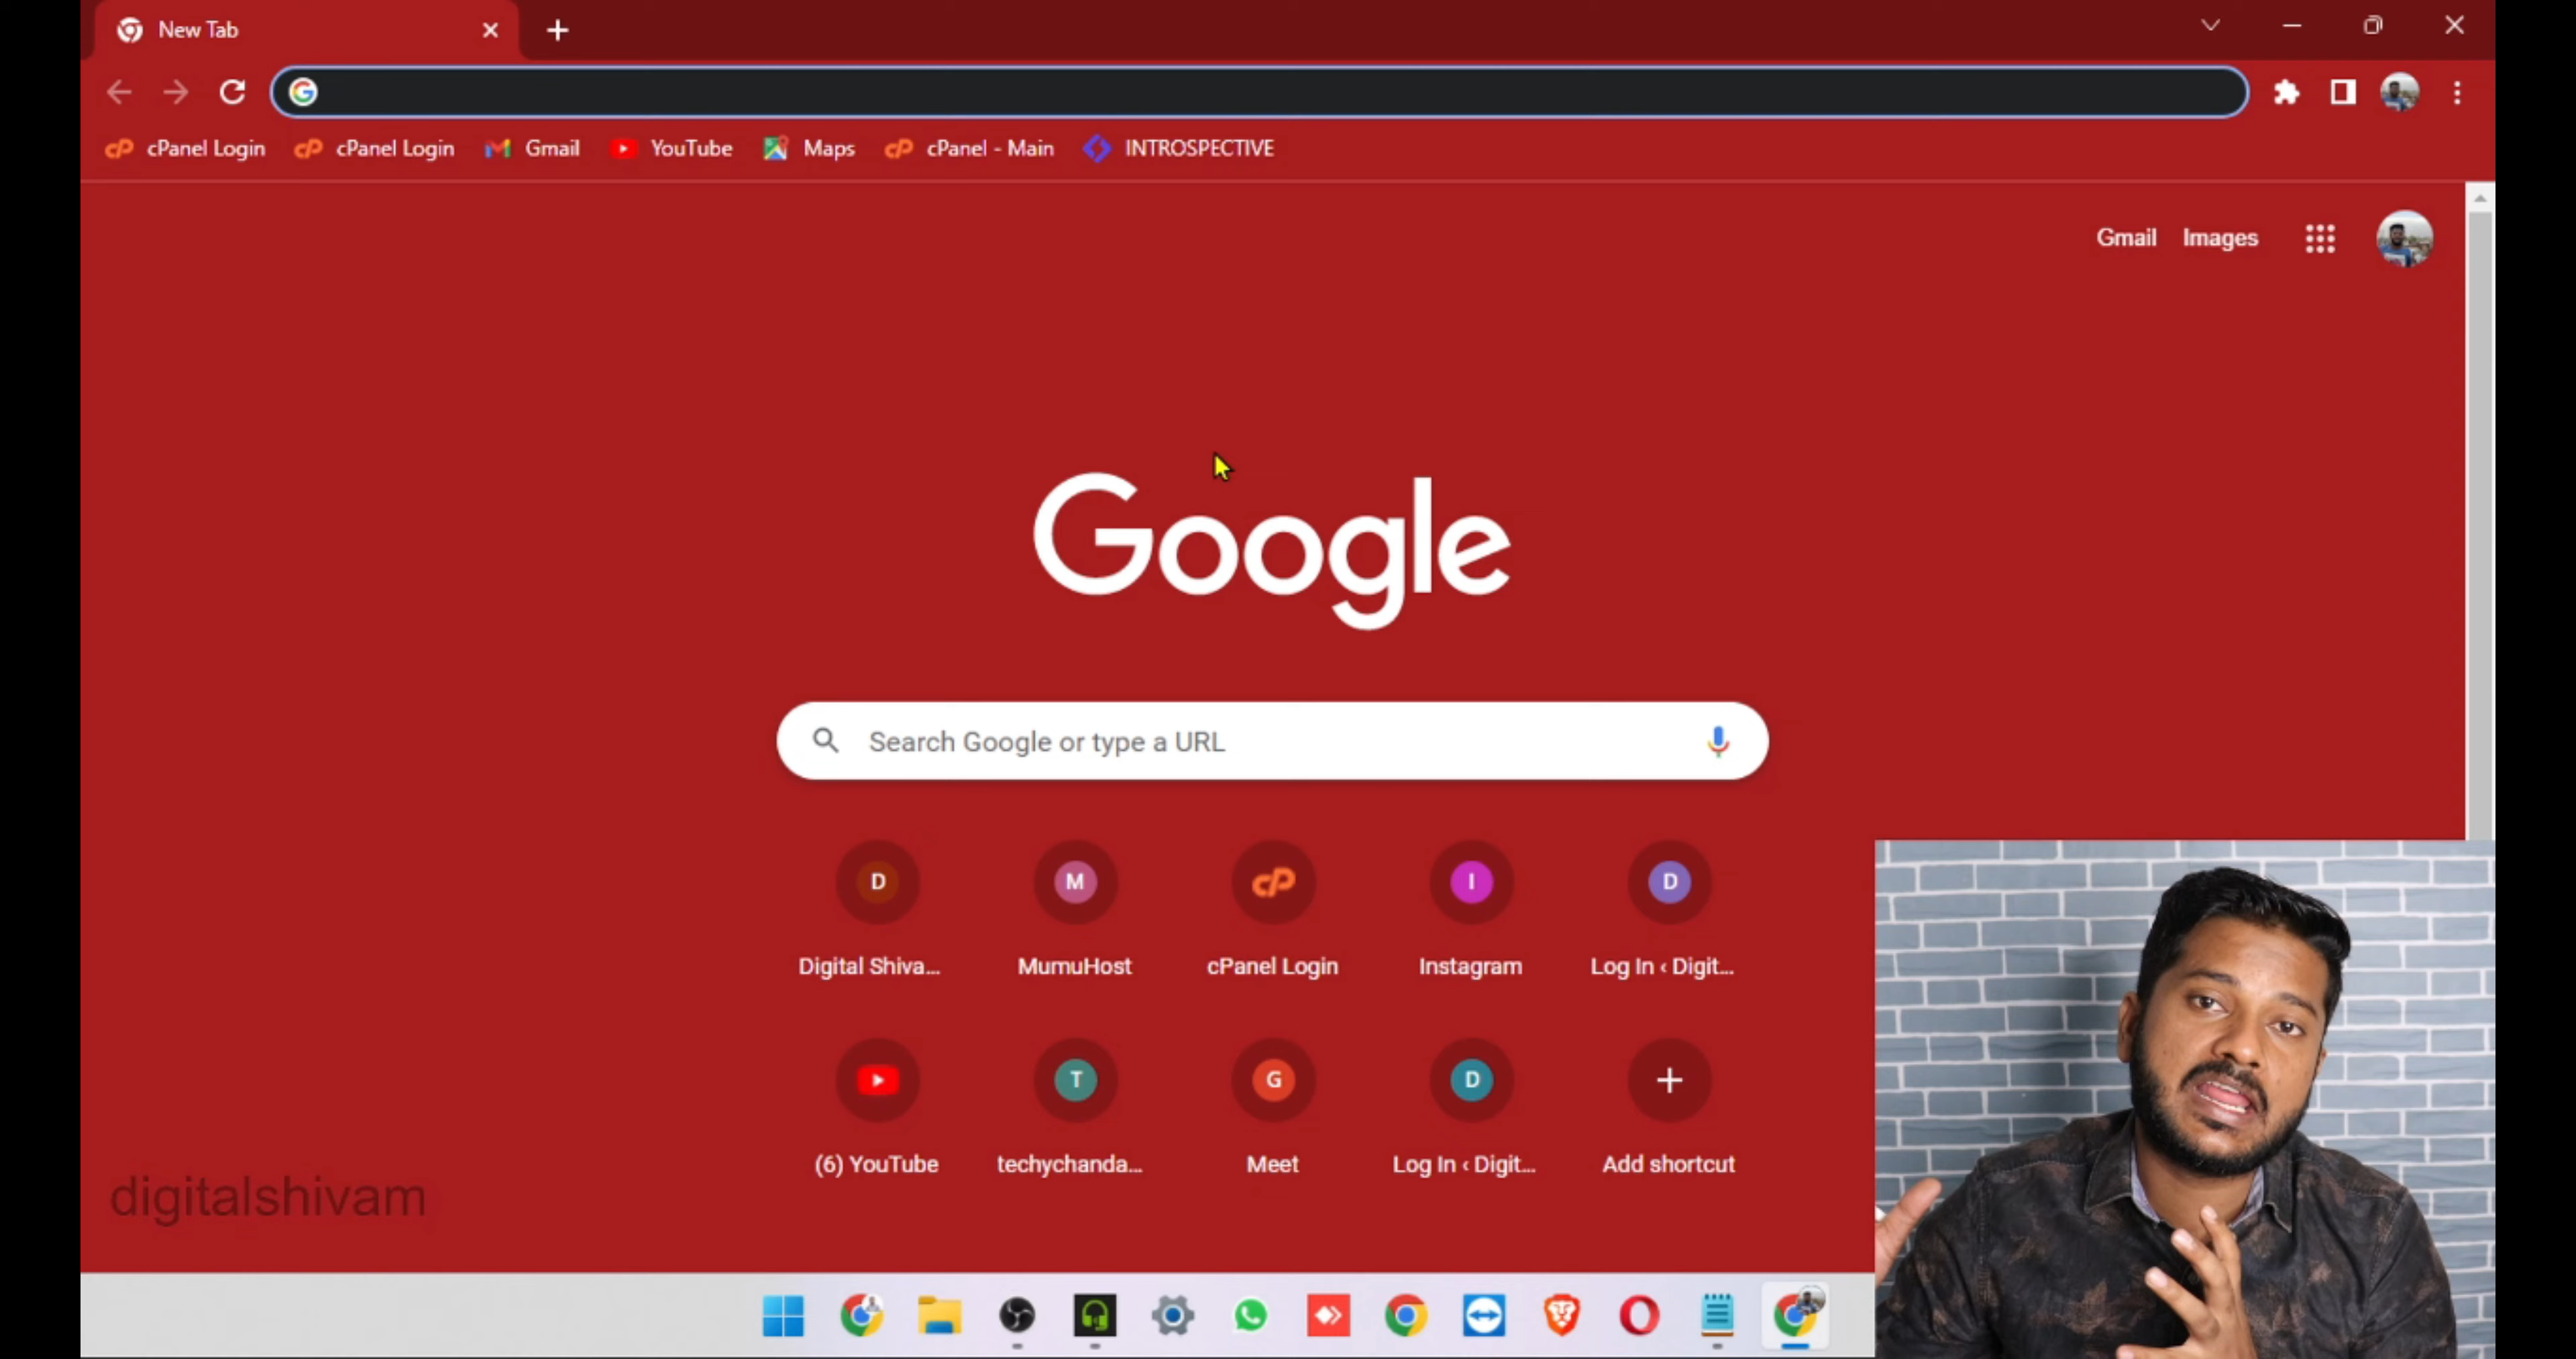 New Tab
cPanel Login cPanel Login Gmail YouTube Maps cPanel - Main INTROSPECTIVE
Gmail Images
Google
Search Google or type a URL
D M cP I D
Digital Shiva... MumuHost cPanel Login Instagram Log In ‹ Digit...
T G D
(6) YouTube techychanda... Meet Log In ‹ Digit... Add shortcut
digitalshivam